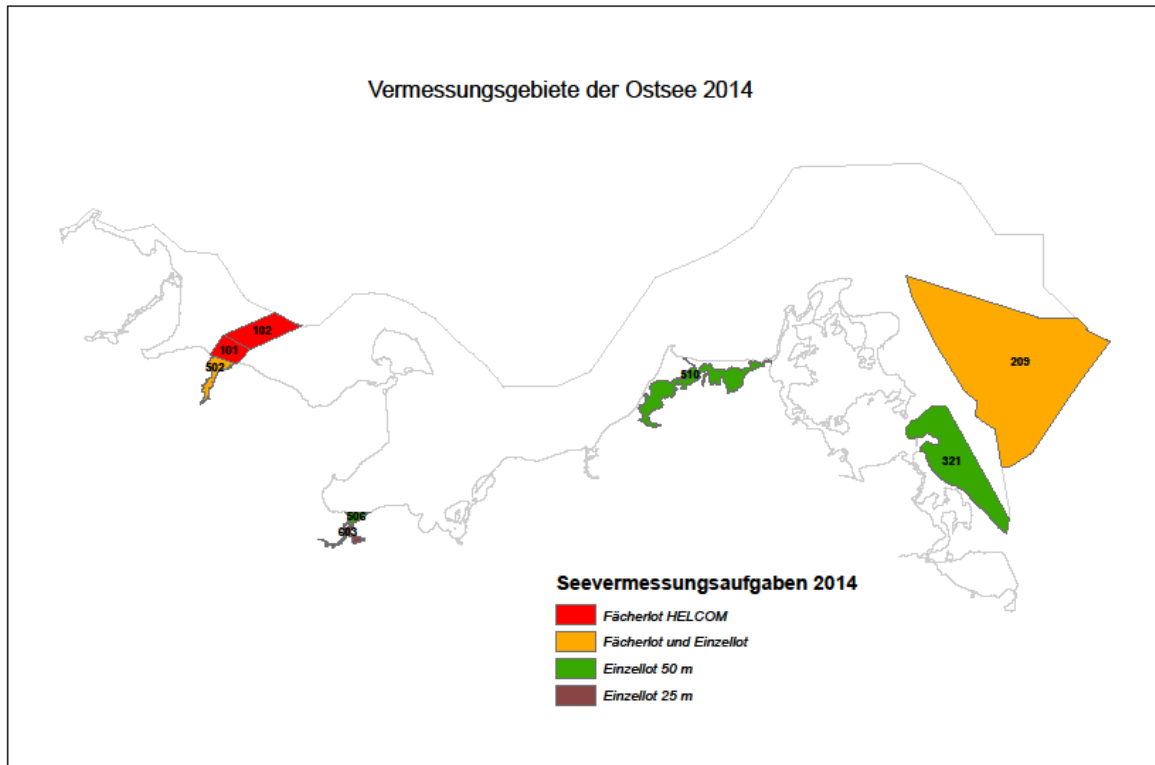 Vermessungsgebiete der Ostsee 2014
102
101
502
510
209
321
506
603
Seevermessungsaufgaben 2014
Fächerlot HELCOM
Fächerlot und Einzellot
Einzellot 50 m
Einzellot 25 m